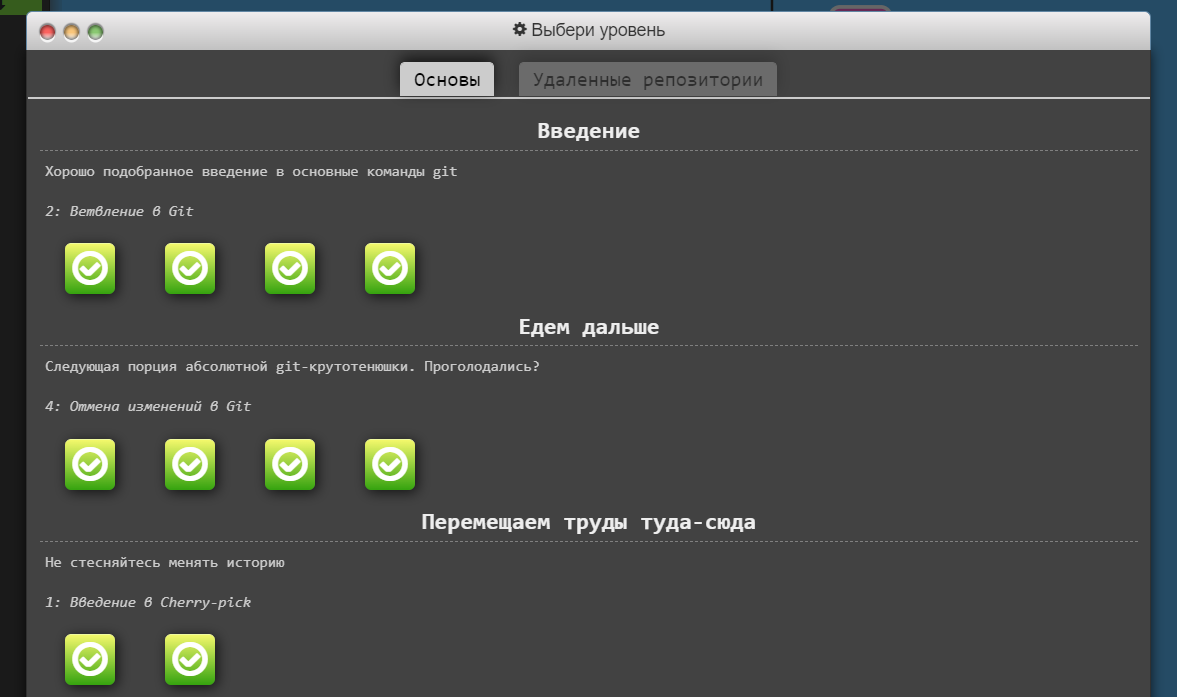 Выбери уровень
Основы
Удаленные репозитории
Введение
Хорошо подобранное введение в основные команды git
2: Ветвление в Git
Едем дальше
Следующая порция абсолютной git-крутотенюшки. Проголодались?
4: Отмена изменений в Git
Перемещаем труды туда-сюда
Не стесняйтесь менять историю
1: Введение в Cherry-pick